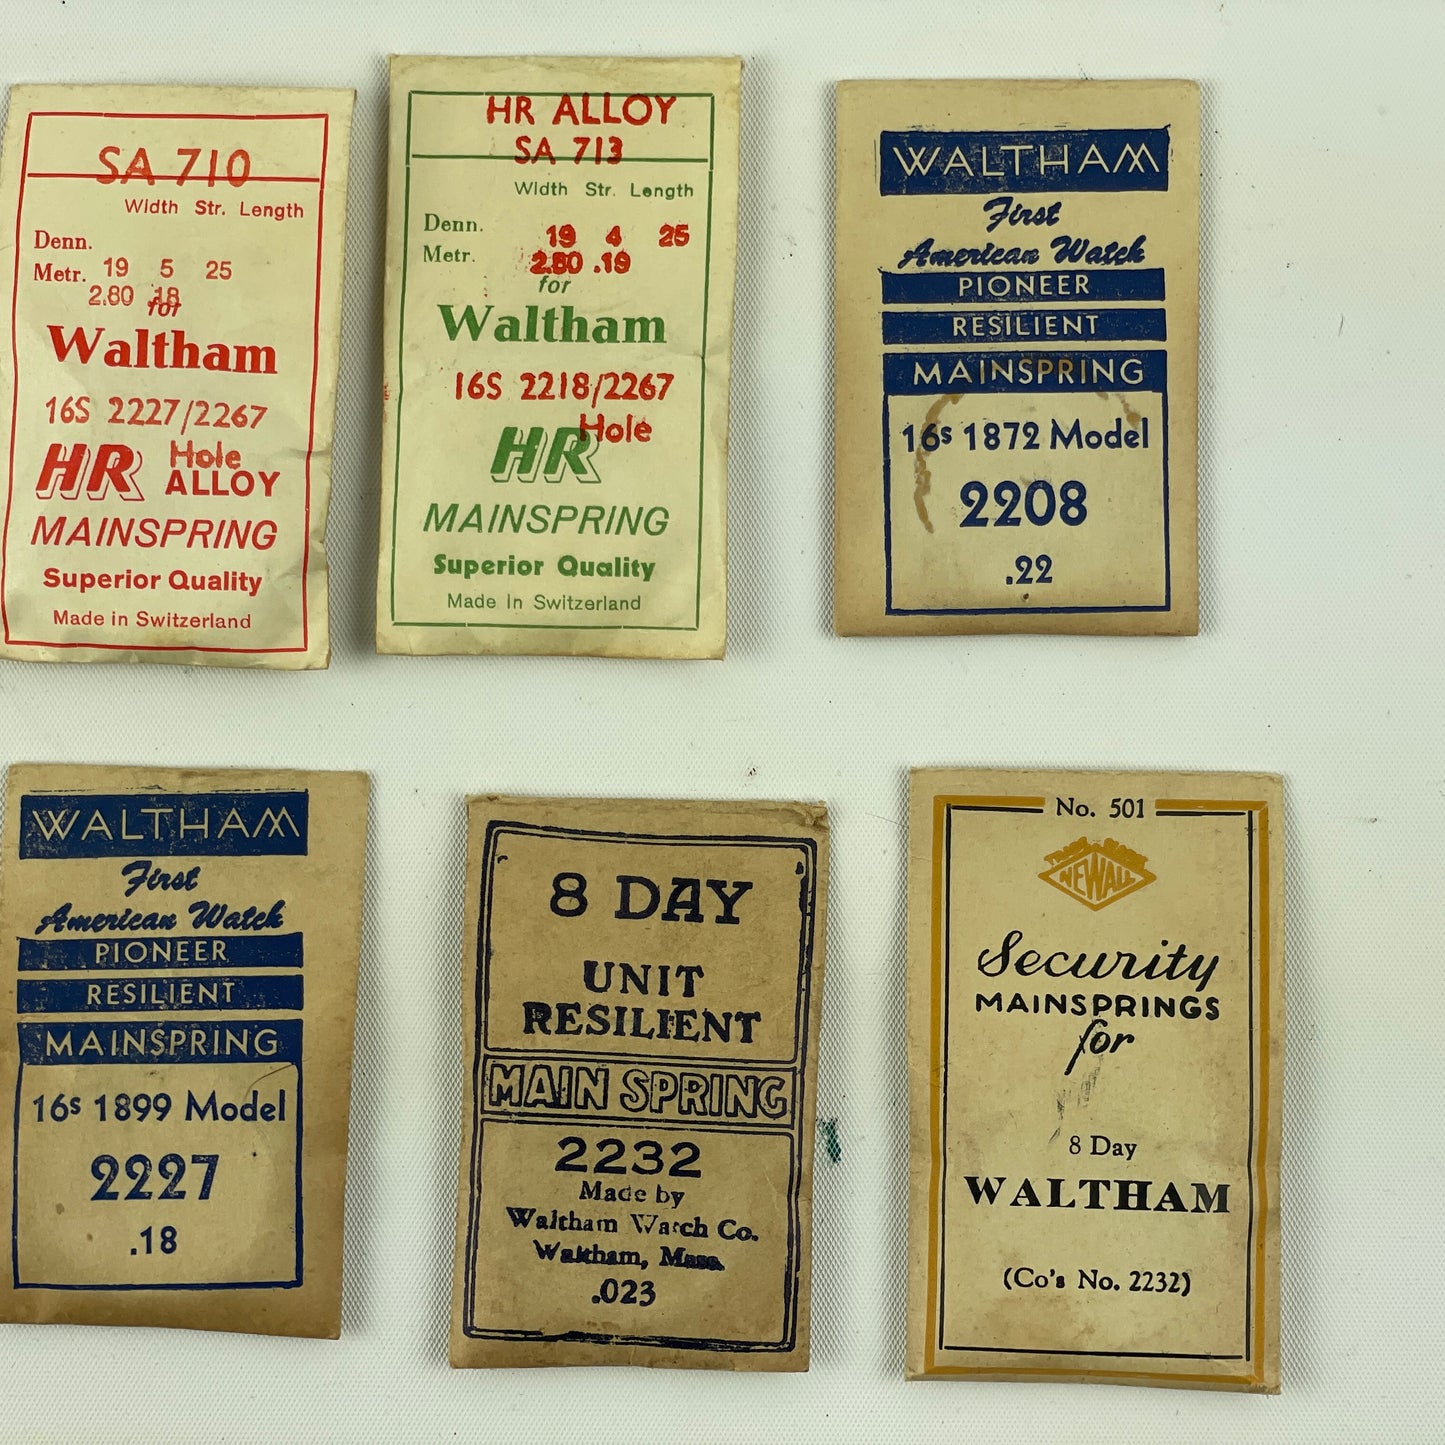 SA 710
Width Str. Length
Denn.
Metr. 19 5 25
2.80 .18
for
Waltham
16S 2227/2267
HR Hole
ALLOY
MAINSPRING
Superior Quality
Made in Switzerland
HR ALLOY
SA 713
Width Str. Length
Denn. 19 4 25
Metr. 2.80 .19
for
Waltham
16S 2218/2267
Hole
HR
MAINSPRING
Superior Quality
Made In Switzerland
WALTHAM
First
American Watch
PIONEER
RESILIENT
MAINSPRING
16s 1872 Model
2208
.22
WALTHAM
First
American Watch
PIONEER
RESILIENT
MAINSPRING
16s 1899 Model
2227
.18
8 DAY
UNIT
RESILIENT
MAIN SPRING
2232
Made by
Waltham Watch Co.
Waltham, Mass.
.023
No. 501
NEWALL
Security
MAINSPRINGS
for
8 Day
WALTHAM
(Co's No. 2232)